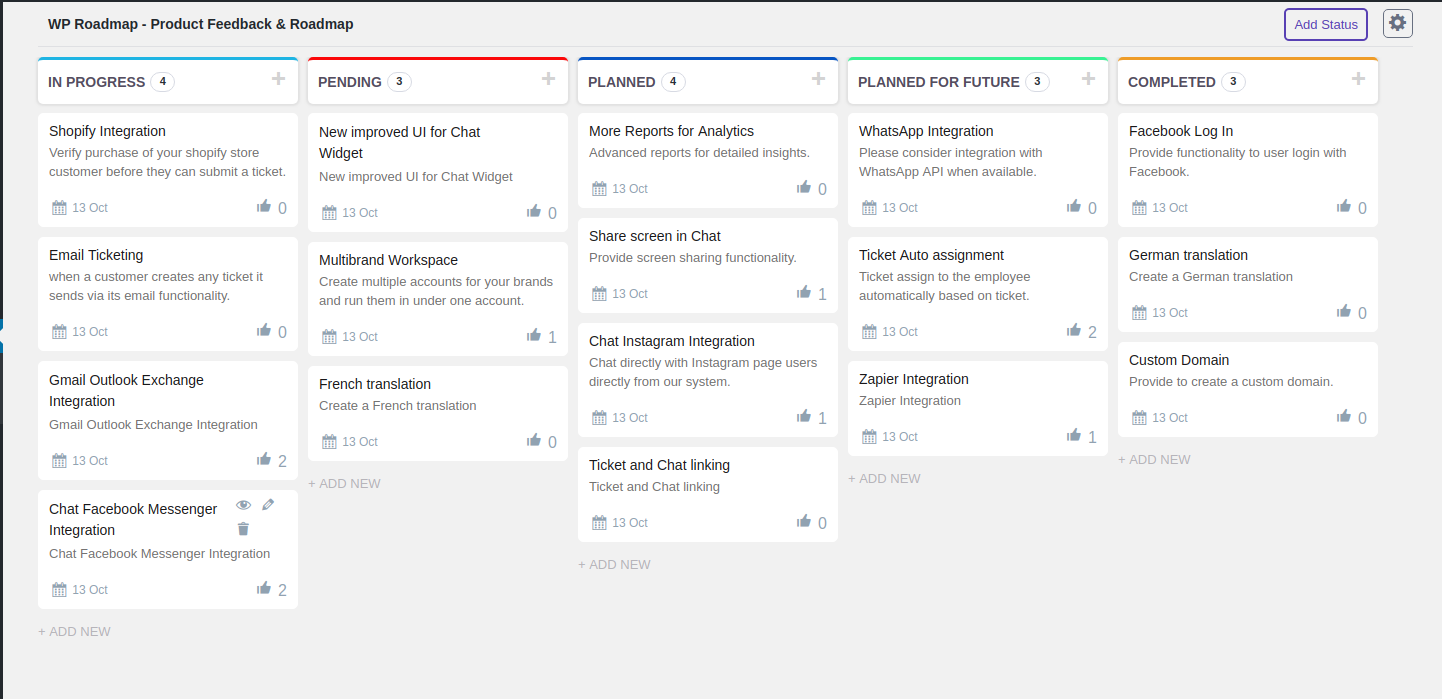 WP Roadmap - Product Feedback & Roadmap
Add Status
IN PROGRESS 4
Shopify Integration
Verify purchase of your shopify store
customer before they can submit a ticket.
13 Oct 0
Email Ticketing
when a customer creates any ticket it
sends via its email functionality.
13 Oct 0
Gmail Outlook Exchange
Integration
Gmail Outlook Exchange Integration
13 Oct 2
Chat Facebook Messenger
Integration
Chat Facebook Messenger Integration
13 Oct 2
+ ADD NEW
PENDING 3
New improved UI for Chat
Widget
New improved UI for Chat Widget
13 Oct 0
Multibrand Workspace
Create multiple accounts for your brands
and run them in under one account.
13 Oct 1
French translation
Create a French translation
13 Oct 0
+ ADD NEW
PLANNED 4
More Reports for Analytics
Advanced reports for detailed insights.
13 Oct 0
Share screen in Chat
Provide screen sharing functionality.
13 Oct 1
Chat Instagram Integration
Chat directly with Instagram page users
directly from our system.
13 Oct 1
Ticket and Chat linking
Ticket and Chat linking
13 Oct 0
+ ADD NEW
PLANNED FOR FUTURE 3
WhatsApp Integration
Please consider integration with
WhatsApp API when available.
13 Oct 0
Ticket Auto assignment
Ticket assign to the employee
automatically based on ticket.
13 Oct 2
Zapier Integration
Zapier Integration
13 Oct 1
+ ADD NEW
COMPLETED 3
Facebook Log In
Provide functionality to user login with
Facebook.
13 Oct 0
German translation
Create a German translation
13 Oct 0
Custom Domain
Provide to create a custom domain.
13 Oct 0
+ ADD NEW